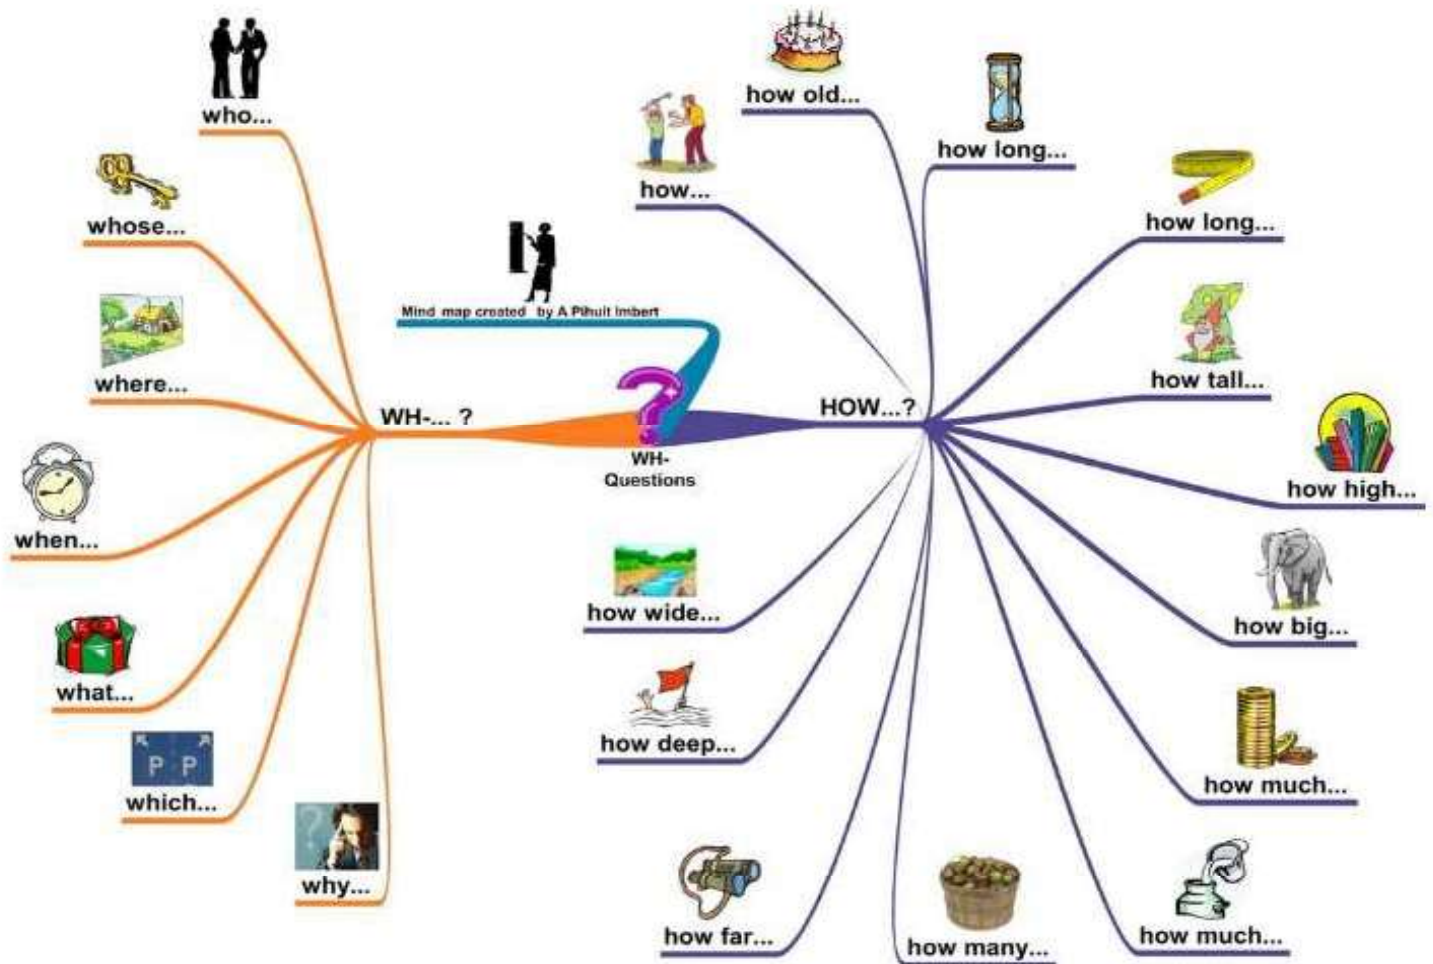 who...
whose...
where...
when...
what...
P P
which...
why...
WH-... ?
Mind map created by A Pihuit Imbert
WH-
Questions
HOW...?
how...
how old...
how long...
how long...
how tall...
how high...
how big...
how much...
how much...
how many...
how far...
how deep...
how wide...